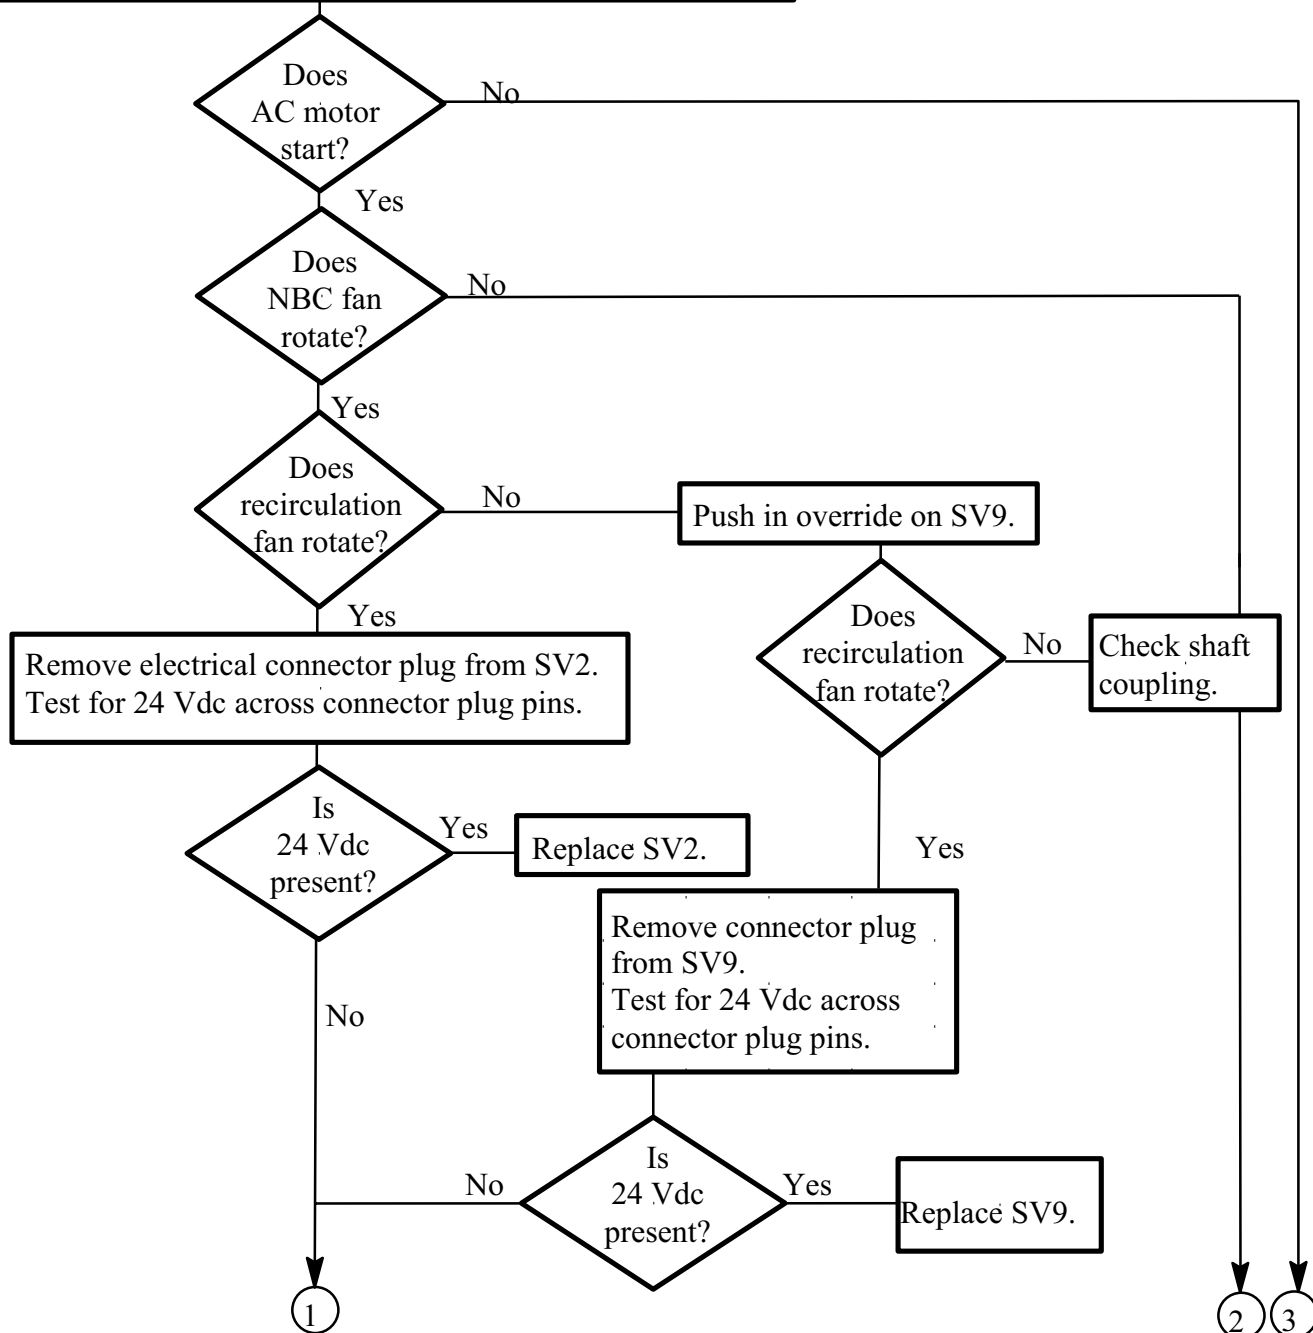 Does
AC motor
start?
No
Yes
Does
NBC fan
rotate?
No
Yes
Does
recirculation
fan rotate?
No
Push in override on SV9.
Yes
Does
recirculation
fan rotate?
No
Check shaft
coupling.
Remove electrical connector plug from SV2.
Test for 24 Vdc across connector plug pins.
Is
24 Vdc
present?
Yes
Replace SV2.
Yes
Remove connector plug
from SV9.
Test for 24 Vdc across
connector plug pins.
No
Is
24 Vdc
present?
No
Yes
Replace SV9.
1
2
3